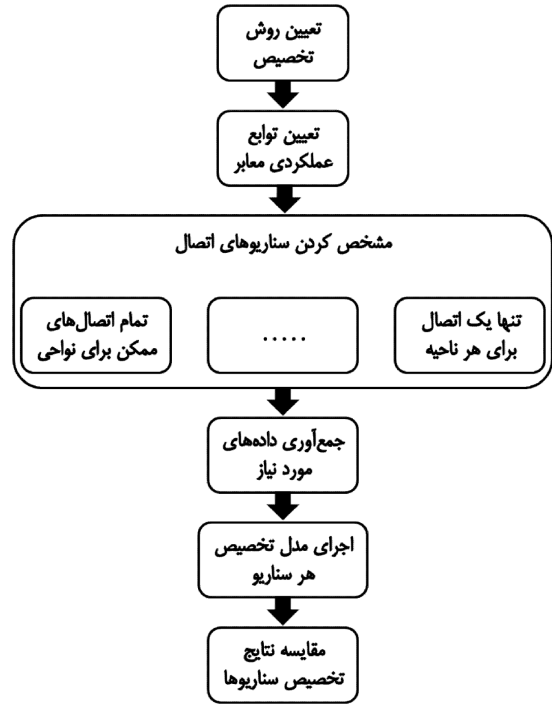 تعیین روش
تخصیص
تعیین توابع
عملکردی معابر
مشخص کردن سناریوهای اتصال
تنها یک اتصال
برای هر ناحیه
.....
تمام اتصال‌های
ممکن برای نواحی
جمع‌آوری داده‌های
مورد نیاز
اجرای مدل تخصیص
هر سناریو
مقایسه نتایج
تخصیص سناریوها